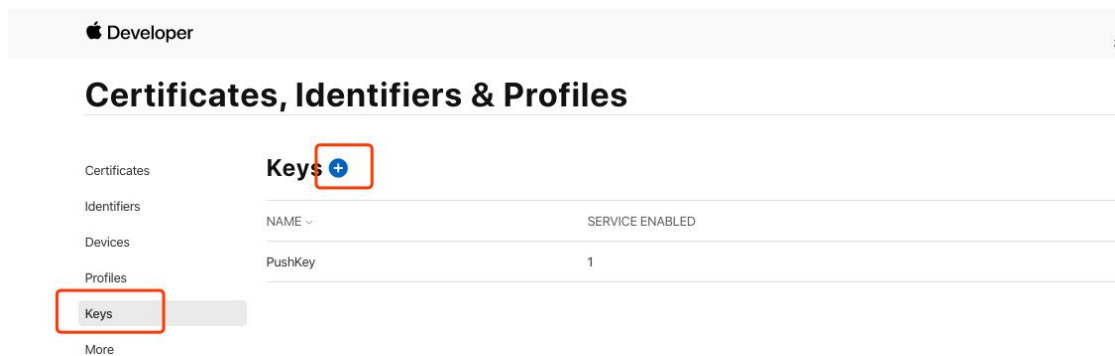 Developer
Certificates, Identifiers & Profiles
Certificates
Identifiers
Devices
Profiles
Keys
More
Keys
NAME
SERVICE ENABLED
PushKey
1